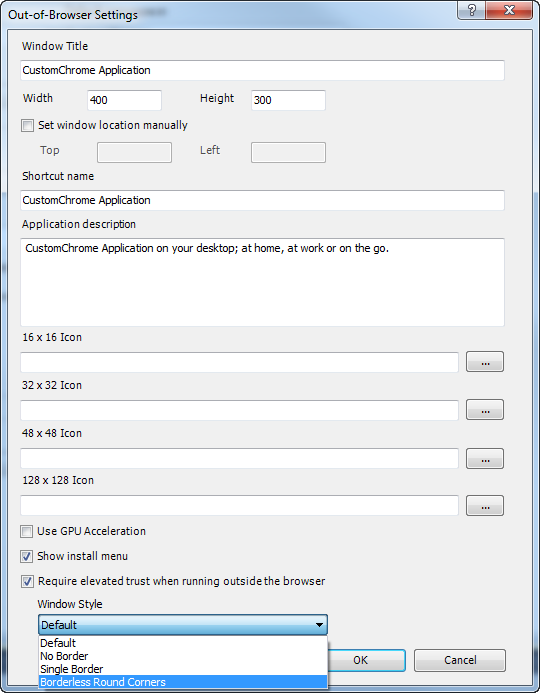 Out-of-Browser Settings
Window Title
CustomChrome Application
Width 400 Height 300
Set window location manually
Top Left
Shortcut name
CustomChrome Application
Application description
CustomChrome Application on your desktop; at home, at work or on the go.
16 x 16 Icon
...
32 x 32 Icon
...
48 x 48 Icon
...
128 x 128 Icon
...
Use GPU Acceleration
Show install menu
Require elevated trust when running outside the browser
Window Style
Default
Default
No Border
Single Border
Borderless Round Corners
OK Cancel